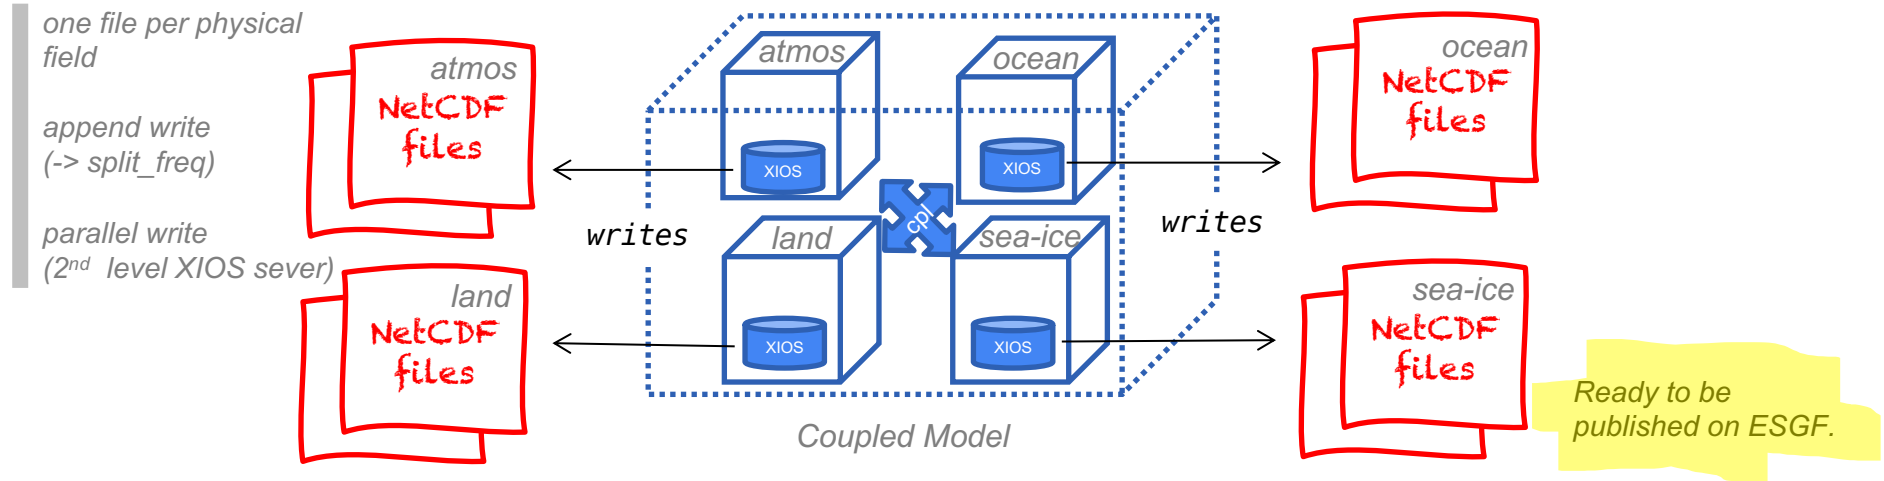 one file per physical
field
append write
(-> split_freq)
parallel write
(2nd level XIOS sever)
atmos
NetCDF
files
land
NetCDF
files
writes
atmos
XIOS
ocean
XIOS
cpl
land
XIOS
sea-ice
XIOS
Coupled Model
writes
ocean
NetCDF
files
sea-ice
NetCDF
files
Ready to be
published on ESGF.